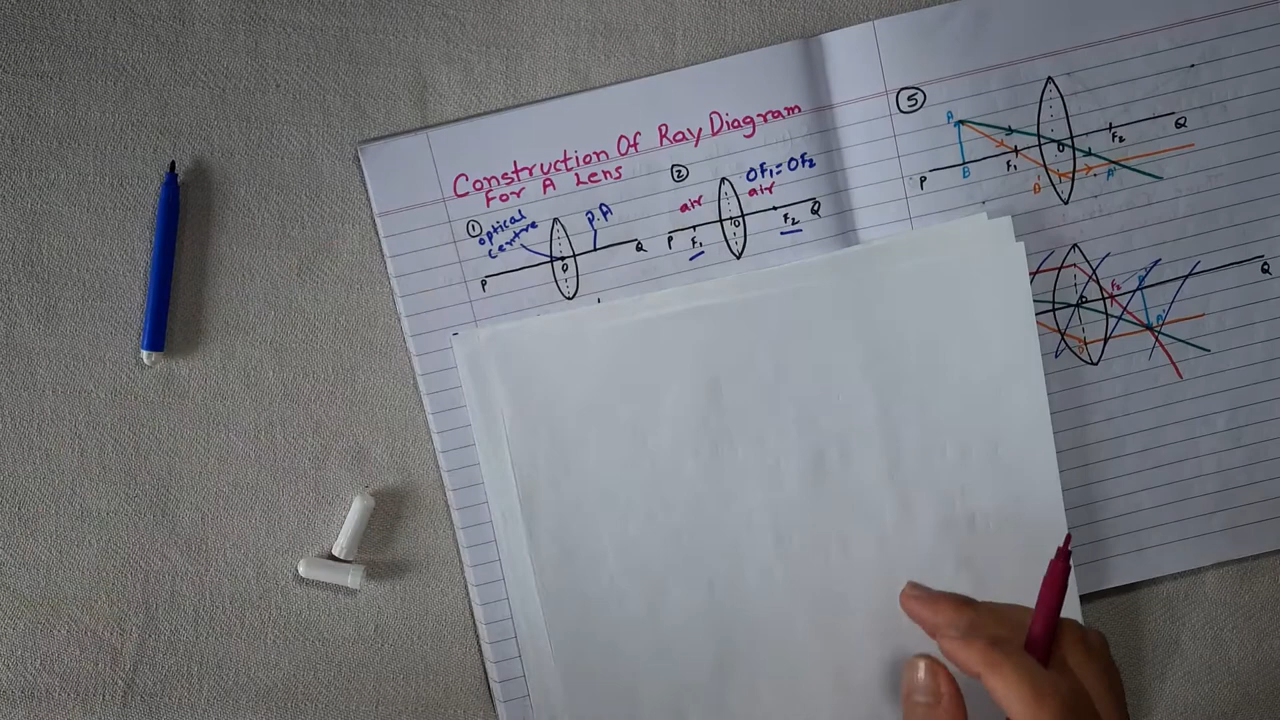 Construction Of Ray Diagram
For A Lens
①
optical
centre
P.A
P
O
Q
②
OF₁=OF₂
air
air
P
F₁
O
F₂
Q
⑤
A
B
P
F₁
O
F₂
Q
D
A'
O
F₂
Q
B'
A'
D